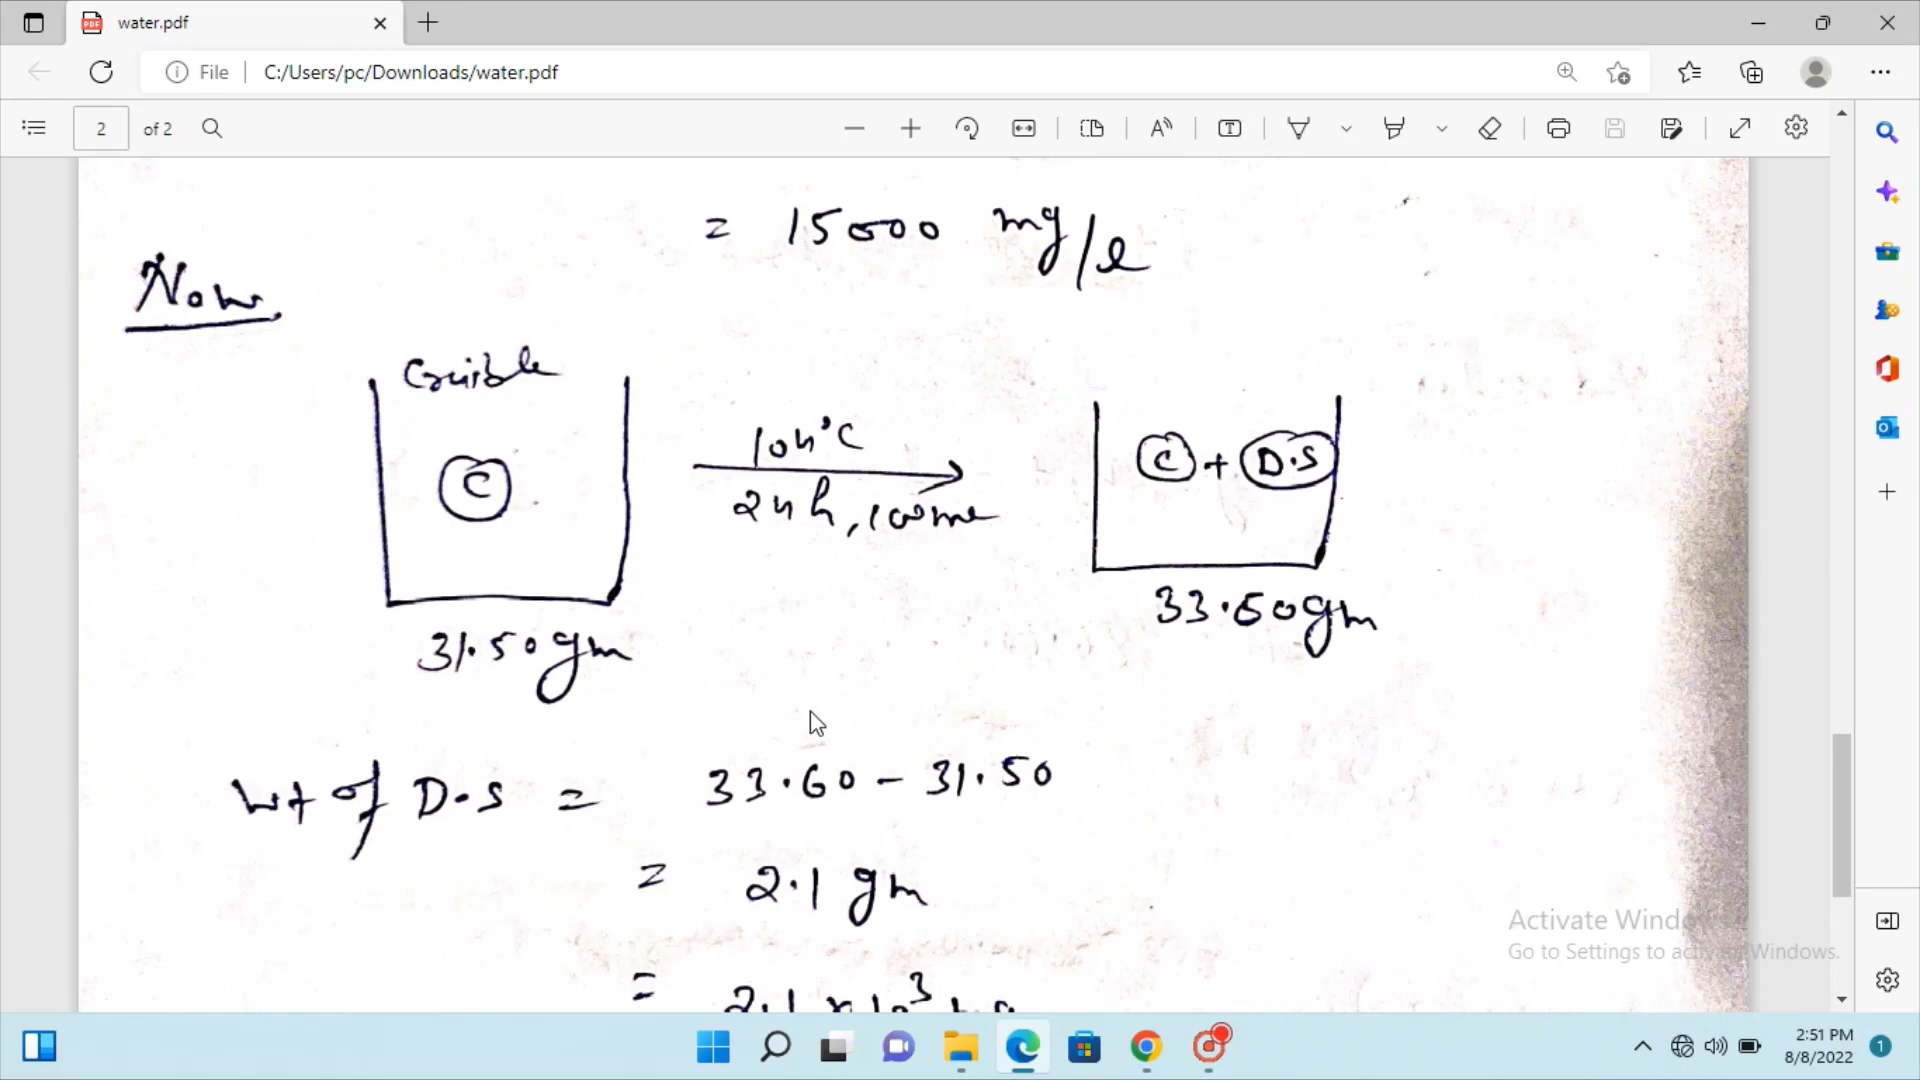 water.pdf
File
C:/Users/pc/Downloads/water.pdf
2
of 2
= 15000 mg/l
Now
Cruible
C
104°C
24h, 100ml
C + D.S
31.50gm
33.60gm
wt of D.S = 33.60 - 31.50
= 2.1 gm
=
Activate Windows
Go to Settings to activate Windows.
2:51 PM
8/8/2022
1